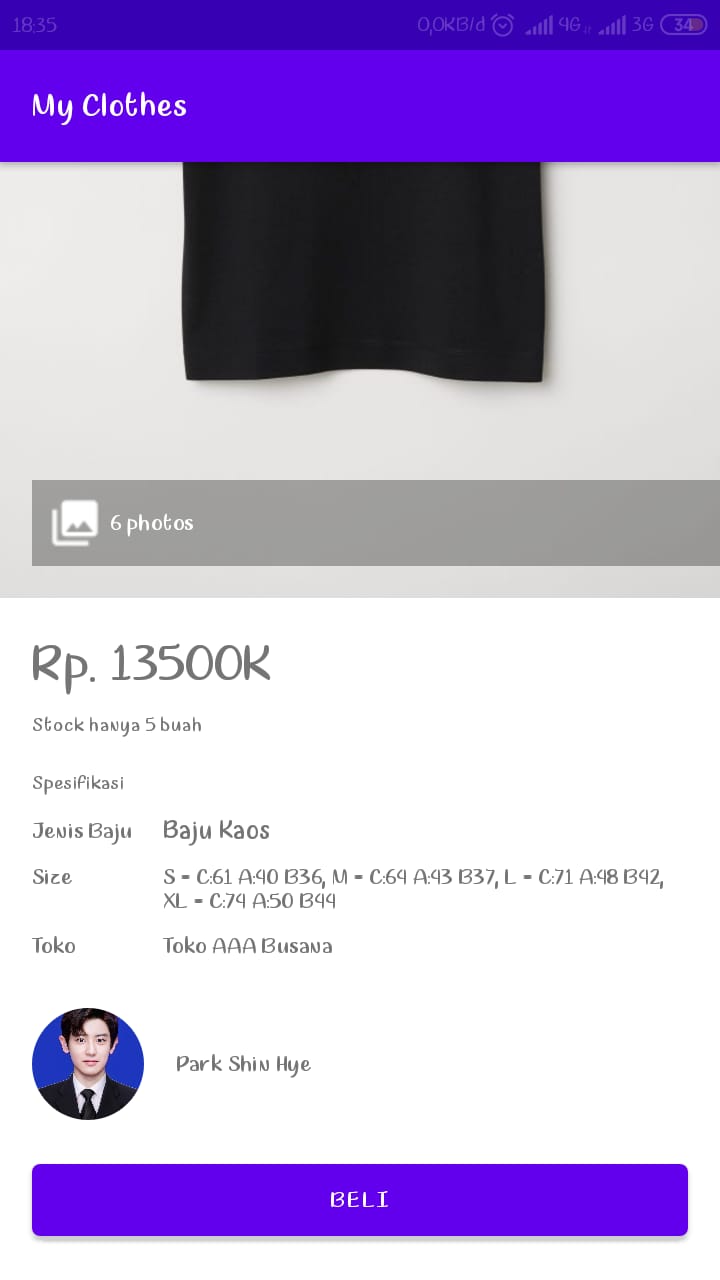 18:35 0,0KB/d 4G 3G 34
My Clothes
6 photos
Rp. 13500K
Stock hanya 5 buah
Spesifikasi
Jenis Baju Baju Kaos
Size S = C:61 A:40 B36, M = C:64 A:43 B37, L = C:71 A:48 B42,
XL = C:74 A:50 B44
Toko Toko AAA Busana
Park Shin Hye
BELI